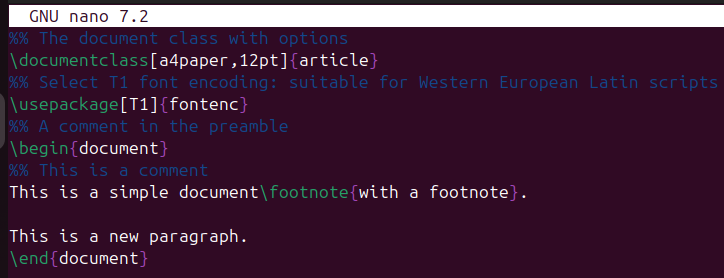 GNU nano 7.2
%% The document class with options
\documentclass[a4paper,12pt]{article}
%% Select T1 font encoding: suitable for Western European Latin scripts
\usepackage[T1]{fontenc}
%% A comment in the preamble
\begin{document}
%% This is a comment
This is a simple document\footnote{with a footnote}.

This is a new paragraph.
\end{document}